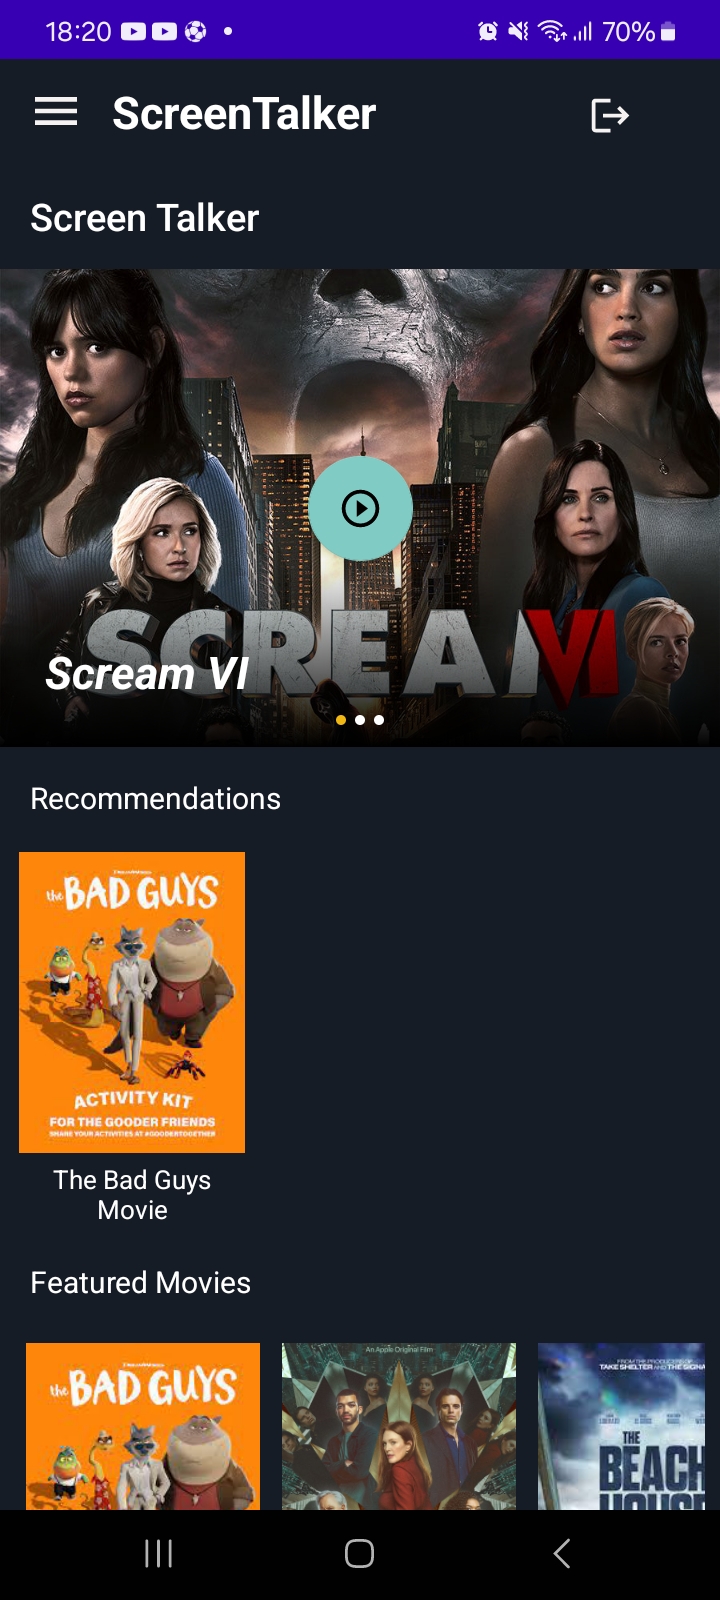 18:20
70%
ScreenTalker
Screen Talker
SCREAM VI
Scream VI
Recommendations
the BAD GUYS
ACTIVITY KIT
FOR THE GOODER FRIENDS
SHARE YOUR ACTIVITIES AT #GOODERTOGETHER
The Bad Guys
Movie
Featured Movies
the BAD GUYS
An Apple Original Film
FROM THE PRODUCERS OF
TAKE SHELTER AND THE
THE
BEACH
HOUSE